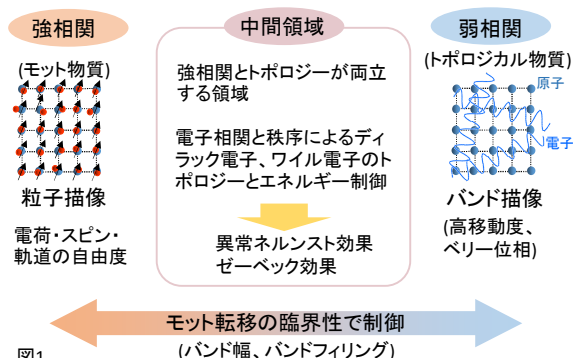 強相関
中間領域
弱相関
(モット物質)
粒子描像
電荷・スピン・
軌道の自由度
強相関とトポロジーが両立
する領域
電子相関と秩序によるディ
ラック電子、ワイル電子のト
ポロジーとエネルギー制御
異常ネルンスト効果
ゼーベック効果
(トポロジカル物質)
原子
電子
バンド描像
(高移動度、
ベリー位相)
モット転移の臨界性で制御
(バンド幅、バンドフィリング)
図1